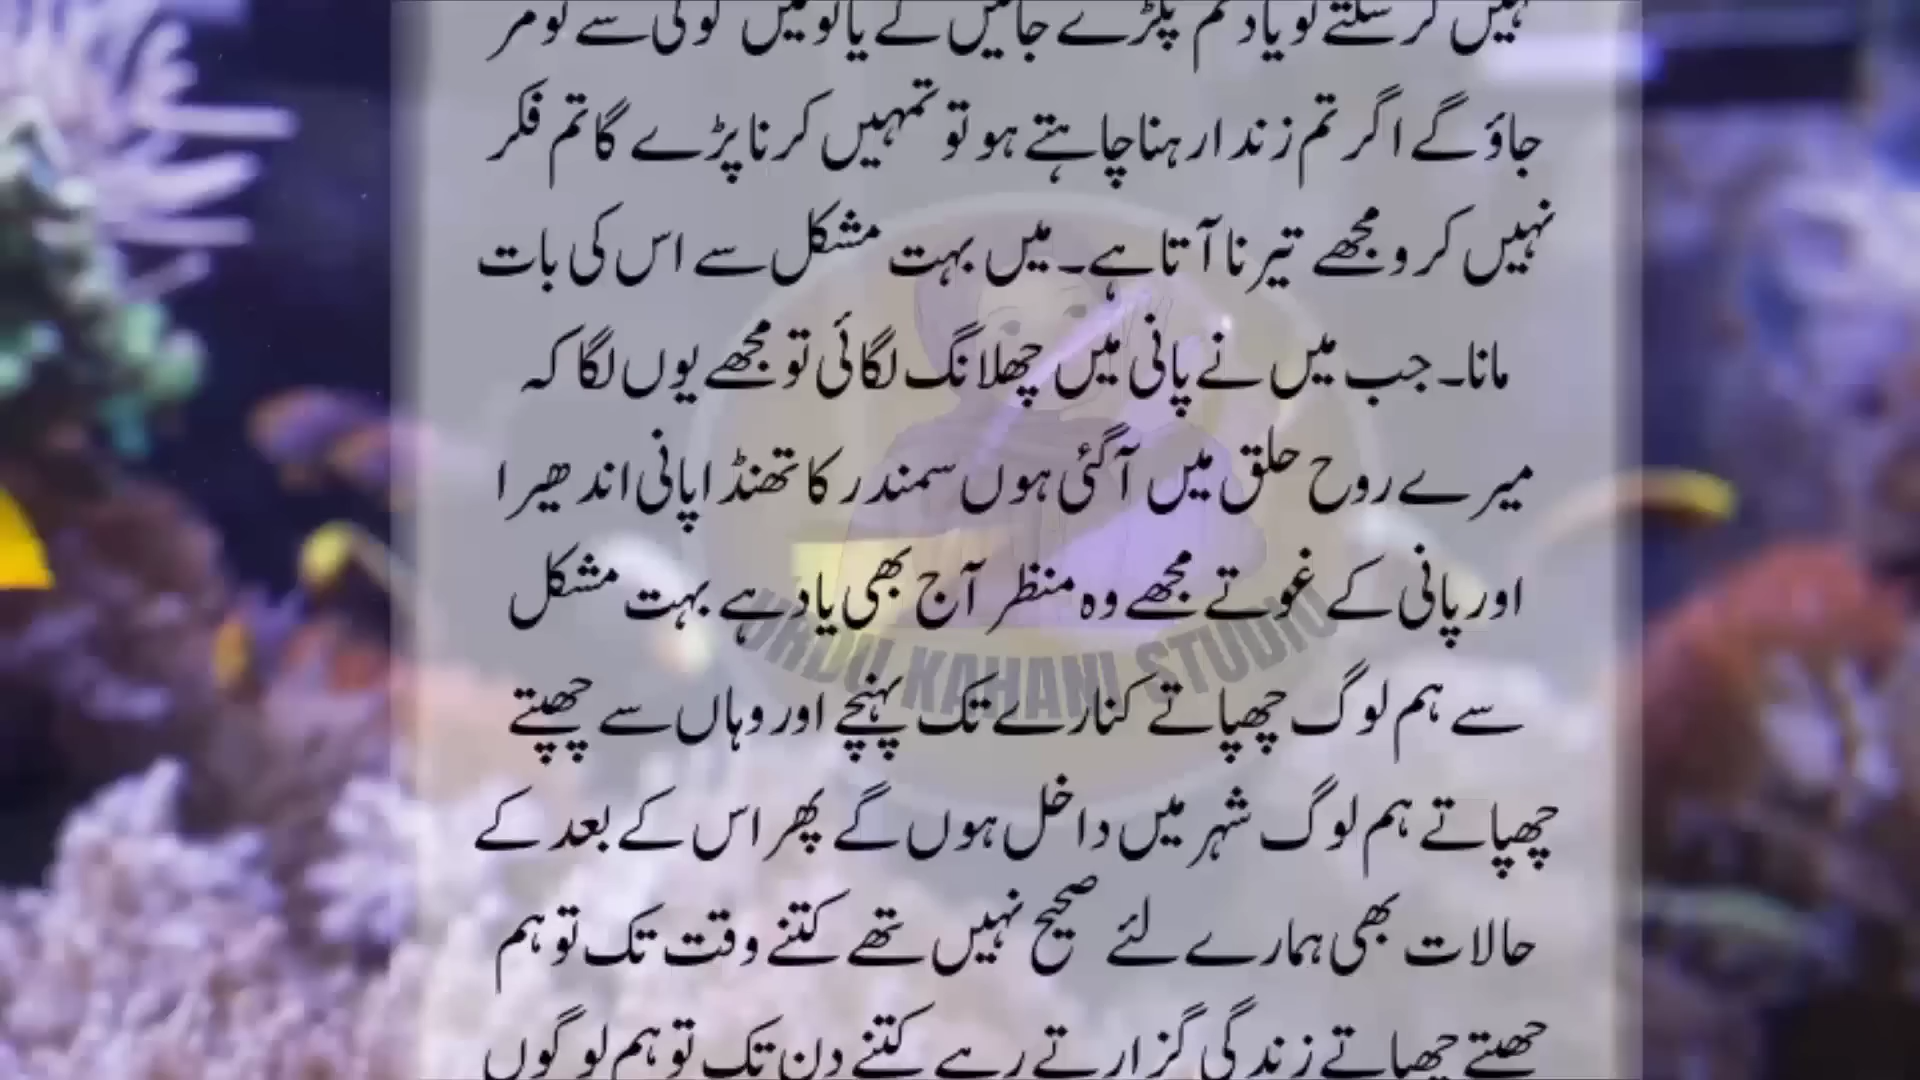 نہیں کر سکتے تو یاد تم پکڑے جائیں گے یا تو میں گولی سے تو مر
جاؤ گے اگر تم زندا رہنا چاہتے ہو تو تمہیں کرنا پڑے گا تم فکر
نہیں کرو مجھے تیرنا آتا ہے۔ میں بہت مشکل سے اس کی بات
مانا۔ جب میں نے پانی میں چھلانگ لگائی تو مجھے یوں لگا کہ
میرے روح حلق میں آ گئی ہوں سمندر کا تھنڈا پانی اندھیرا
اور پانی کے غوتے مجھے وہ منظر آج بھی یاد ہے بہت مشکل
سے ہم لوگ چھپاتے کنارے تک پہنچے اور وہاں سے چھپتے
چھپاتے ہم لوگ شہر میں داخل ہوں گے پھر اس کے بعد کے
حالات بھی ہمارے لئے صحیح نہیں تھے کتنے وقت تک تو ہم
چھپتے چھپاتے زندگی گزارتے رہے کتنے دن تک تو ہم لوگوں
URDU KAHANI STUDIO